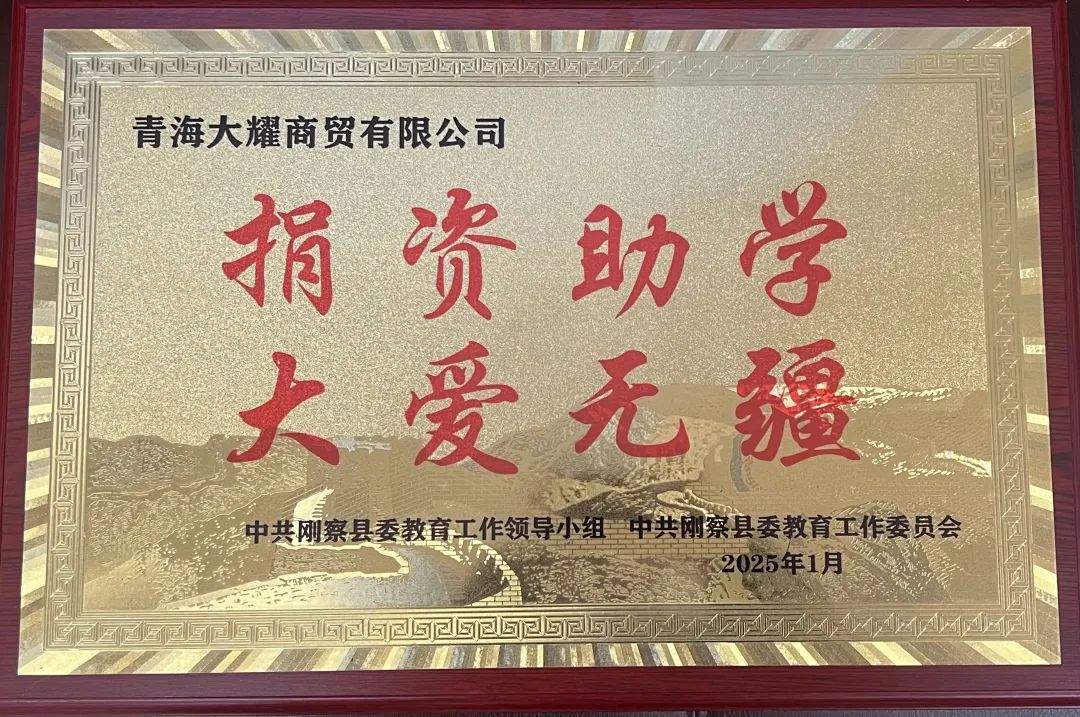 青海大耀商贸有限公司
捐资助学
大爱无疆
中共刚察县委教育工作领导小组 中共刚察县委教育工作委员会
2025年1月